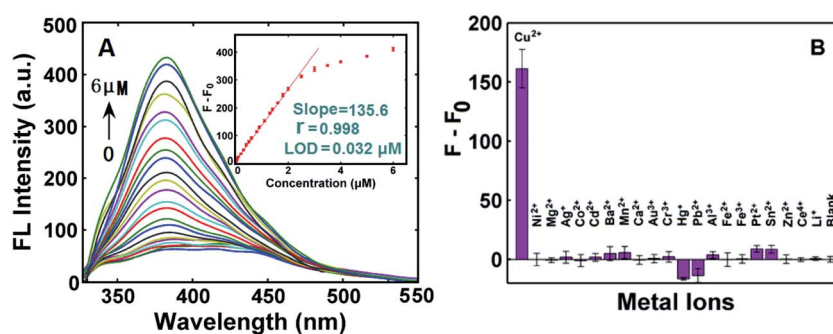 A
FL Intensity (a.u.)
500
400
300
200
100
0
6μM
0
350
400
450
500
550
Wavelength (nm)
F - F0
400
300
200
100
0
0
2
4
6
Concentration (μM)
Slope=135.6
r=0.998
LOD=0.032 μM
B
F - F0
200
150
100
50
0
-50
Cu2+
Ni2+
Mg2+
Ag+
Co2+
Cd2+
Ba2+
Mn2+
Ca2+
Au3+
Cr3+
Hg+
Pb2+
Al3+
Fe2+
Fe3+
Pt2+
Sn2+
Zn2+
Ce4+
Li+
Blank
Metal Ions